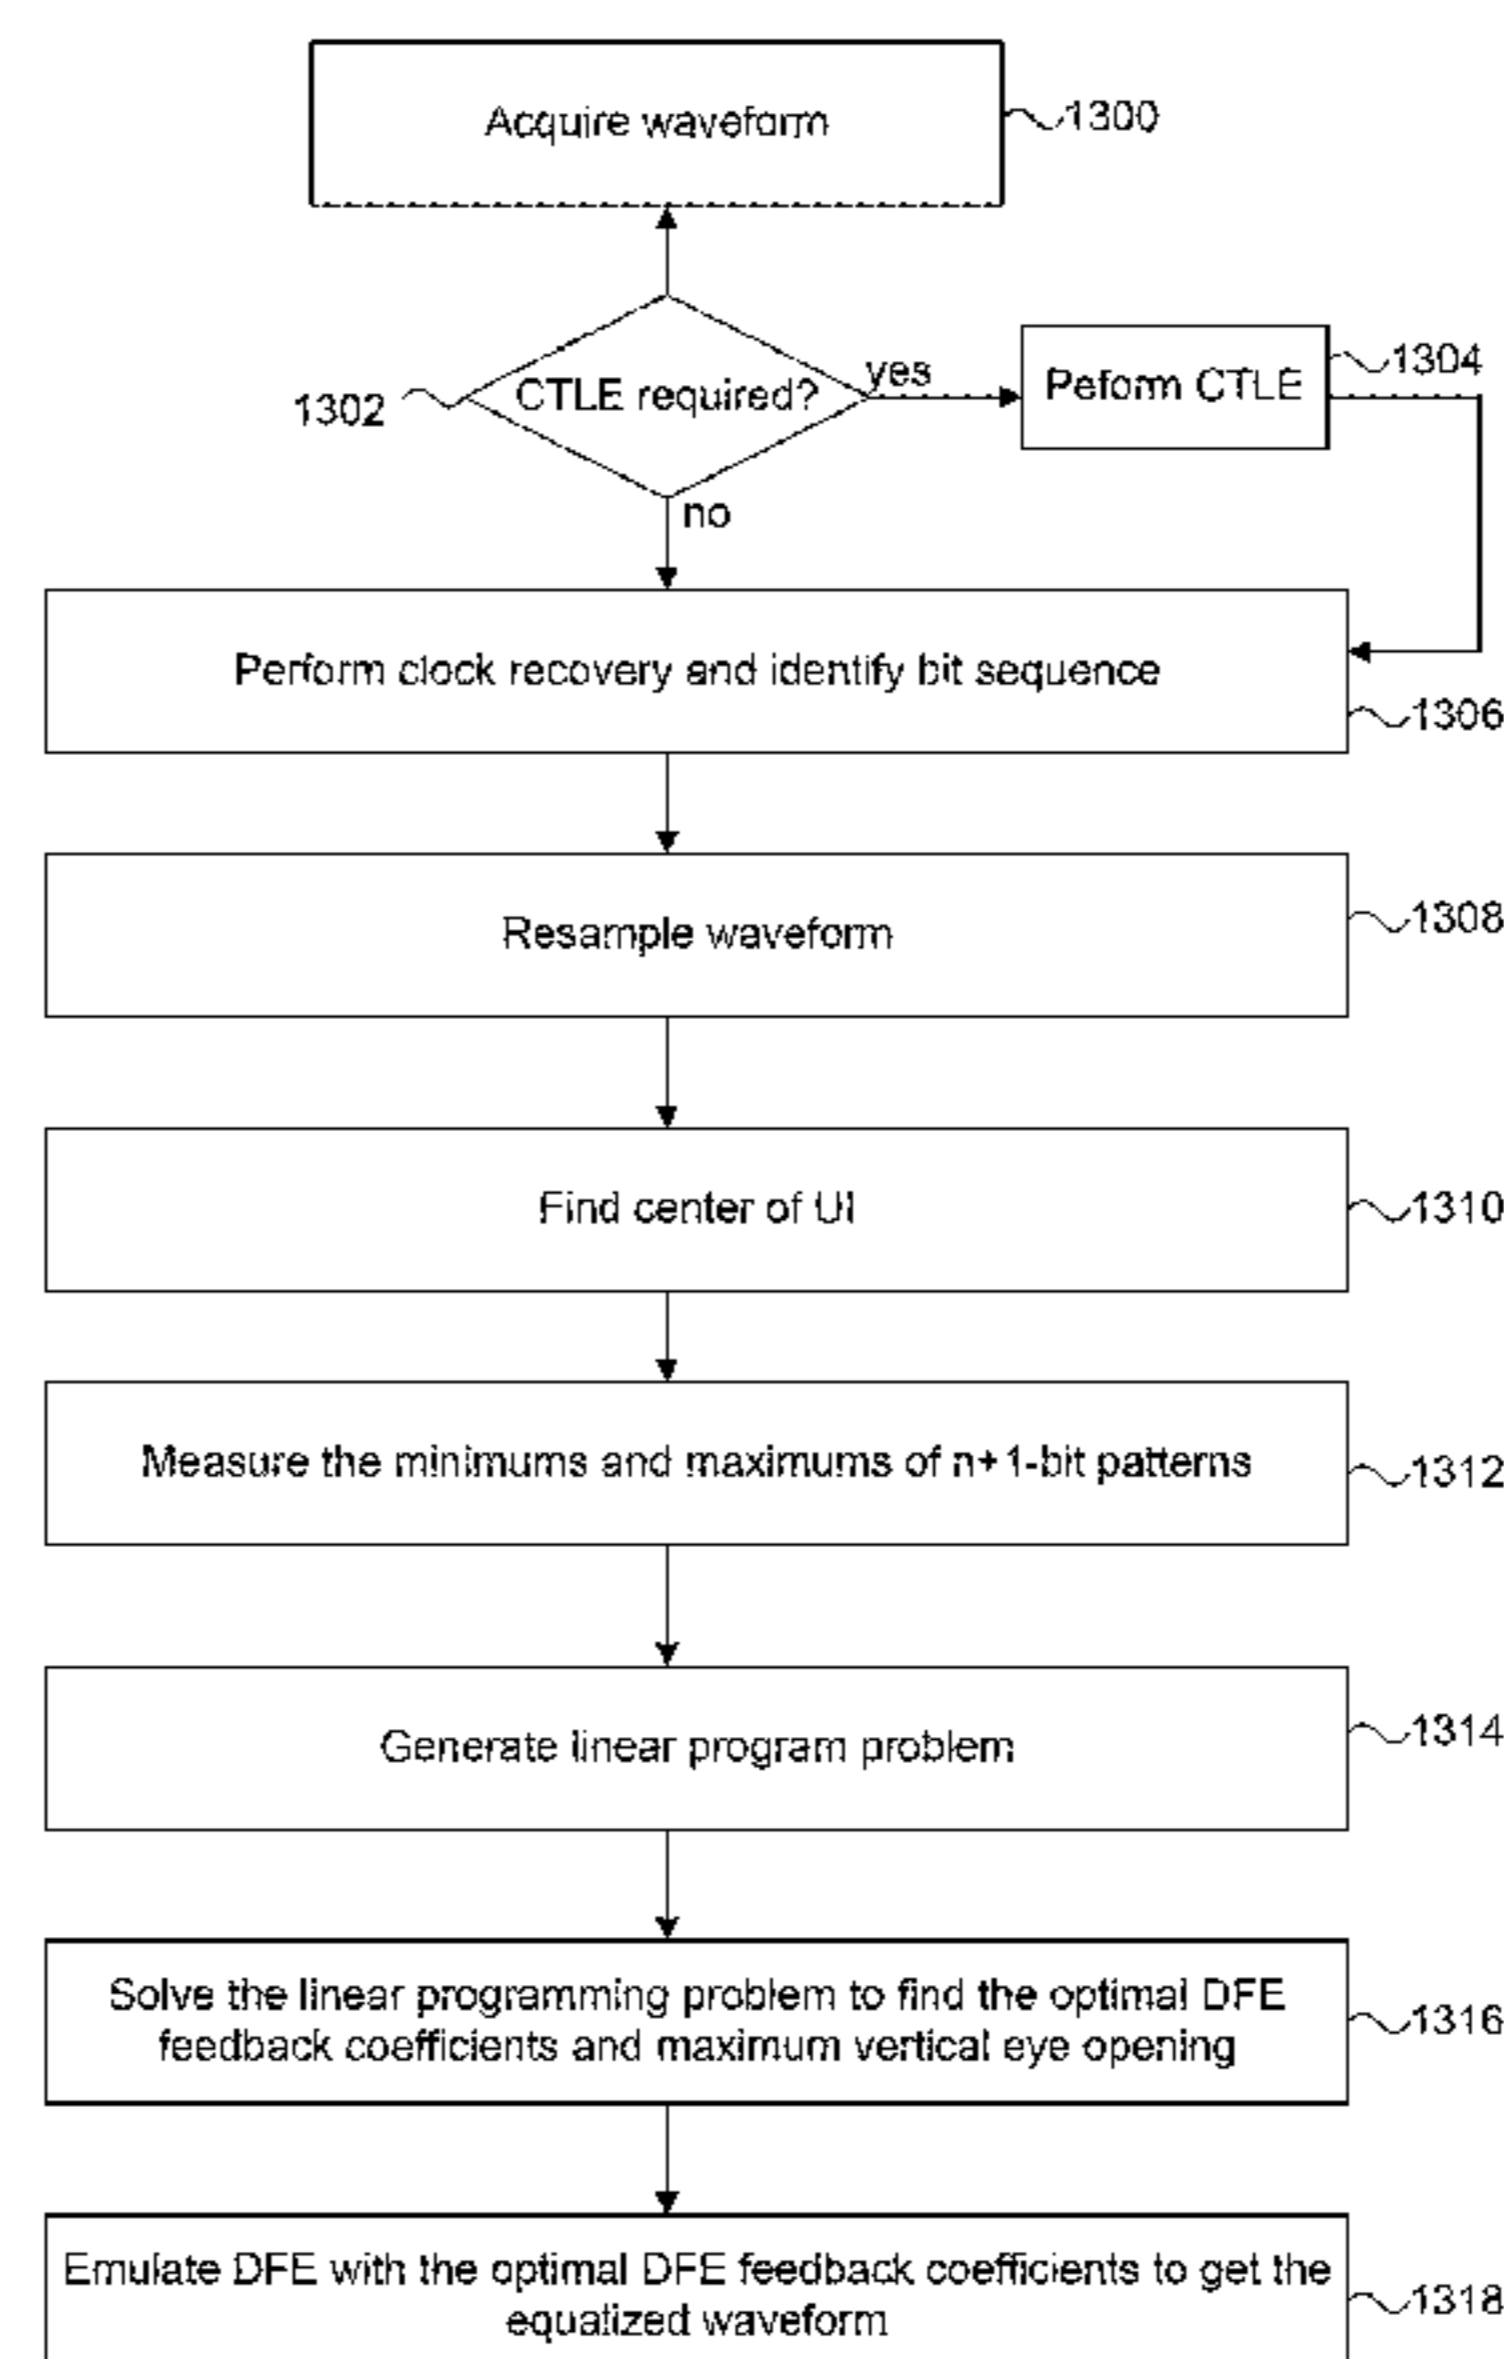 Acquire waveform
1300
CTLE required?
1302
yes
Peform CTLE
1304
no
Perform clock recovery and identify bit sequence
1306
Resample waveform
1308
Find center of UI
1310
Measure the minimums and maximums of n+1-bit patterns
1312
Generate linear program problem
1314
Solve the linear programming problem to find the optimal DFE
feedback coefficients and maximum vertical eye opening
1316
Emulate DFE with the optimal DFE feedback coefficients to get the
equalized waveform
1318